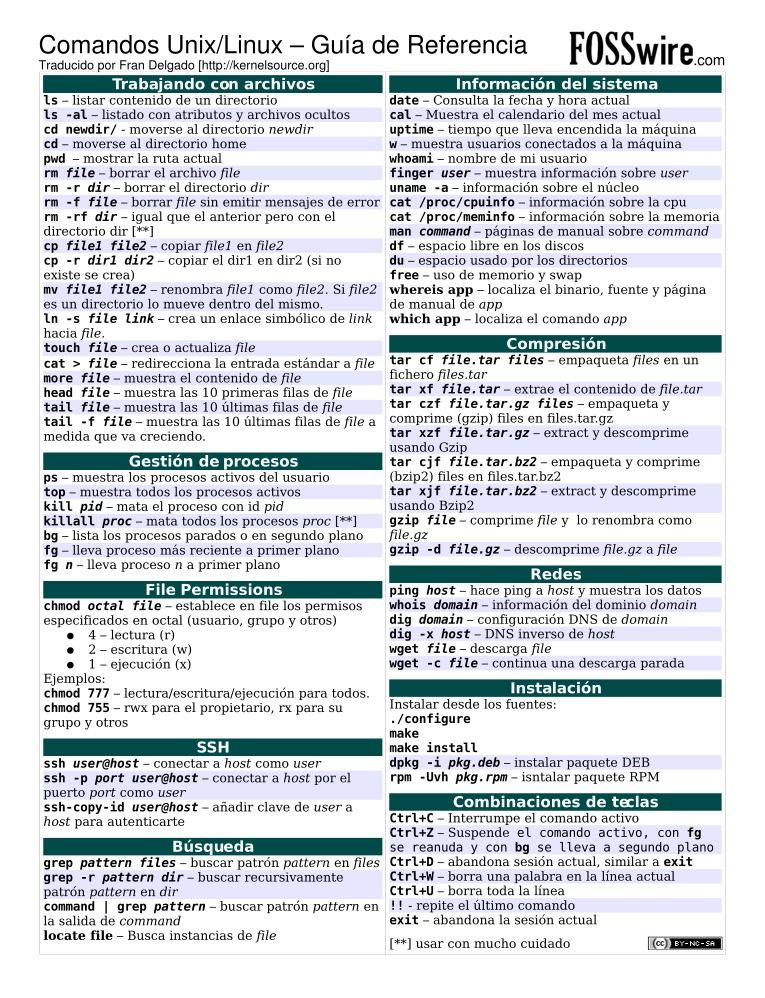 Comandos Unix/Linux – Guía de Referencia
Traducido por Fran Delgado [http://kernelsource.org]
FOSSwire.com
Trabajando con archivos
ls – listar contenido de un directorio
ls -al – listado con atributos y archivos ocultos
cd newdir/ - moverse al directorio newdir
cd – moverse al directorio home
pwd – mostrar la ruta actual
rm file – borrar el archivo file
rm -r dir – borrar el directorio dir
rm -f file – borrar file sin emitir mensajes de error
rm -rf dir – igual que el anterior pero con el
directorio dir [**]
cp file1 file2 – copiar file1 en file2
cp -r dir1 dir2 – copiar el dir1 en dir2 (si no
existe se crea)
mv file1 file2 – renombra file1 como file2. Si file2
es un directorio lo mueve dentro del mismo.
ln -s file link – crea un enlace simbólico de link
hacia file.
touch file – crea o actualiza file
cat > file – redirecciona la entrada estándar a file
more file – muestra el contenido de file
head file – muestra las 10 primeras filas de file
tail file – muestra las 10 últimas filas de file
tail -f file – muestra las 10 últimas filas de file a
medida que va creciendo.
Gestión de procesos
ps – muestra los procesos activos del usuario
top – muestra todos los procesos activos
kill pid – mata el proceso con id pid
killall proc – mata todos los procesos proc [**]
bg – lista los procesos parados o en segundo plano
fg – lleva proceso más reciente a primer plano
fg n – lleva proceso n a primer plano
File Permissions
chmod octal file – establece en file los permisos
especificados en octal (usuario, grupo y otros)
● 4 – lectura (r)
● 2 – escritura (w)
● 1 – ejecución (x)
Ejemplos:
chmod 777 – lectura/escritura/ejecución para todos.
chmod 755 – rwx para el propietario, rx para su
grupo y otros
SSH
ssh user@host – conectar a host como user
ssh -p port user@host – conectar a host por el
puerto port como user
ssh-copy-id user@host – añadir clave de user a
host para autenticarte
Búsqueda
grep pattern files – buscar patrón pattern en files
grep -r pattern dir – buscar recursivamente
patrón pattern en dir
command | grep pattern – buscar patrón pattern en
la salida de command
locate file – Busca instancias de file
Información del sistema
date – Consulta la fecha y hora actual
cal – Muestra el calendario del mes actual
uptime – tiempo que lleva encendida la máquina
w – muestra usuarios conectados a la máquina
whoami – nombre de mi usuario
finger user – muestra información sobre user
uname -a – información sobre el núcleo
cat /proc/cpuinfo – información sobre la cpu
cat /proc/meminfo – información sobre la memoria
man command – páginas de manual sobre command
df – espacio libre en los discos
du – espacio usado por los directorios
free – uso de memoria y swap
whereis app – localiza el binario, fuente y página
de manual de app
which app – localiza el comando app
Compresión
tar cf file.tar files – empaqueta files en un
fichero files.tar
tar xf file.tar – extrae el contenido de file.tar
tar czf file.tar.gz files – empaqueta y
comprime (gzip) files en files.tar.gz
tar xzf file.tar.gz – extract y descomprime
usando Gzip
tar cjf file.tar.bz2 – empaqueta y comprime
(bzip2) files en files.tar.bz2
tar xjf file.tar.bz2 – extract y descomprime
usando Bzip2
gzip file – comprime file y lo renombra como
file.gz
gzip -d file.gz – descomprime file.gz a file
Redes
ping host – hace ping a host y muestra los datos
whois domain – información del dominio domain
dig domain – configuración DNS de domain
dig -x host – DNS inverso de host
wget file – descarga file
wget -c file – continua una descarga parada
Instalación
Instalar desde los fuentes:
./configure
make
make install
dpkg -i pkg.deb – instalar paquete DEB
rpm -Uvh pkg.rpm – isntalar paquete RPM
Combinaciones de teclas
Ctrl+C – Interrumpe el comando activo
Ctrl+Z – Suspende el comando activo, con fg
se reanuda y con bg se lleva a segundo plano
Ctrl+D – abandona sesión actual, similar a exit
Ctrl+W – borra una palabra en la línea actual
Ctrl+U – borra toda la línea
!! - repite el último comando
exit – abandona la sesión actual
[**] usar con mucho cuidado
(cc) BY-NC-SA